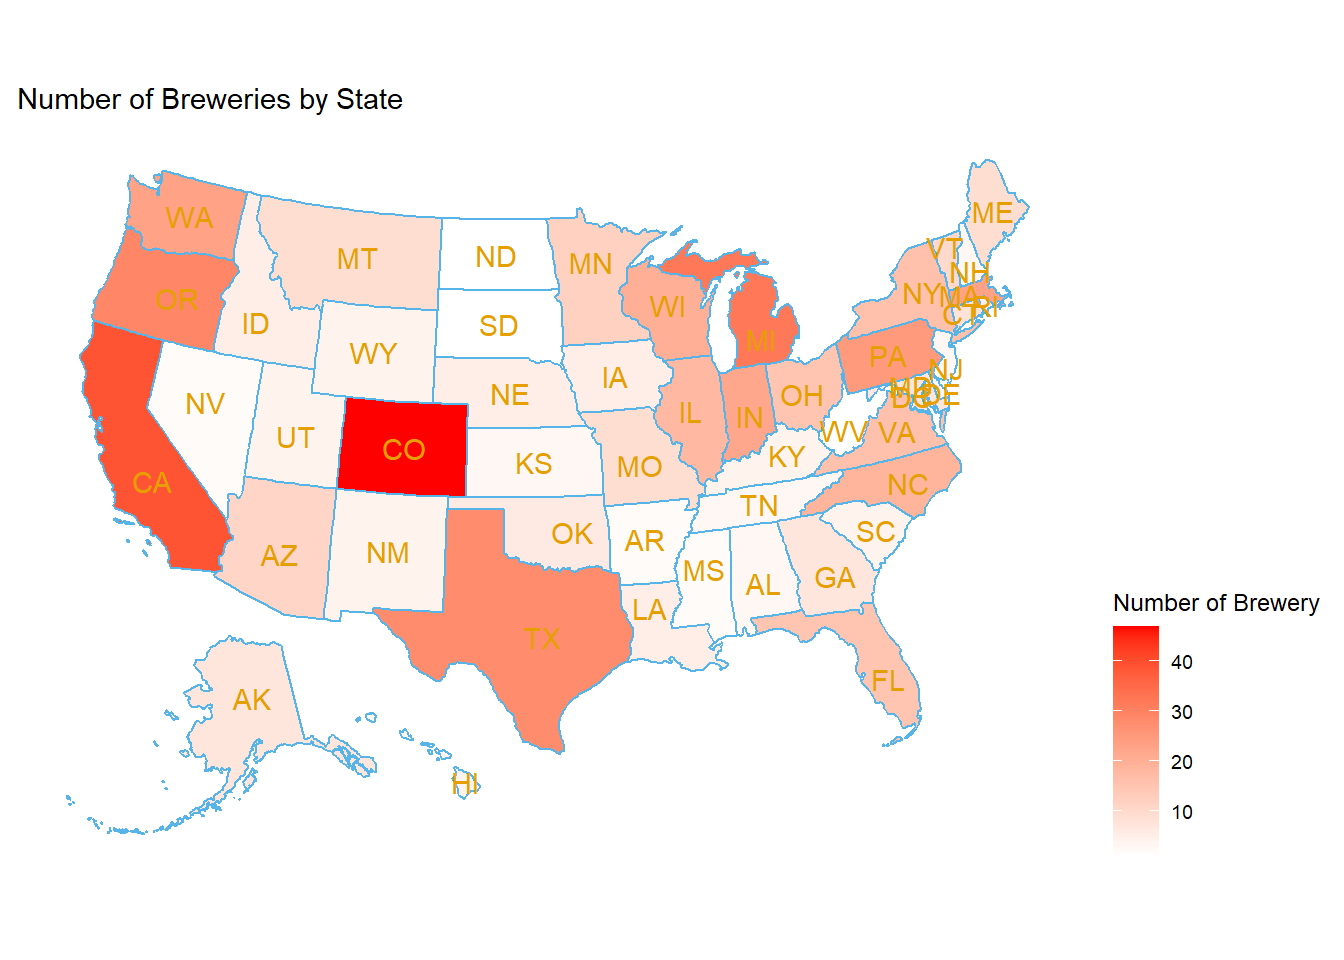 Number of Breweries by State
ME
WA
VT
MT
ND
MN
NH
OR
NY
MA
WI
RI
CT
ID
SD
MI
WY
PA
NJ
IA
NE
MD
DE
DC
OH
NV
IL
IN
WV
VA
UT
CO
KY
KS
MO
CA
NC
TN
OK
SC
AR
AZ
NM
MS
GA
AL
LA
TX
FL
AK
HI
Number of Brewery
40
30
20
10